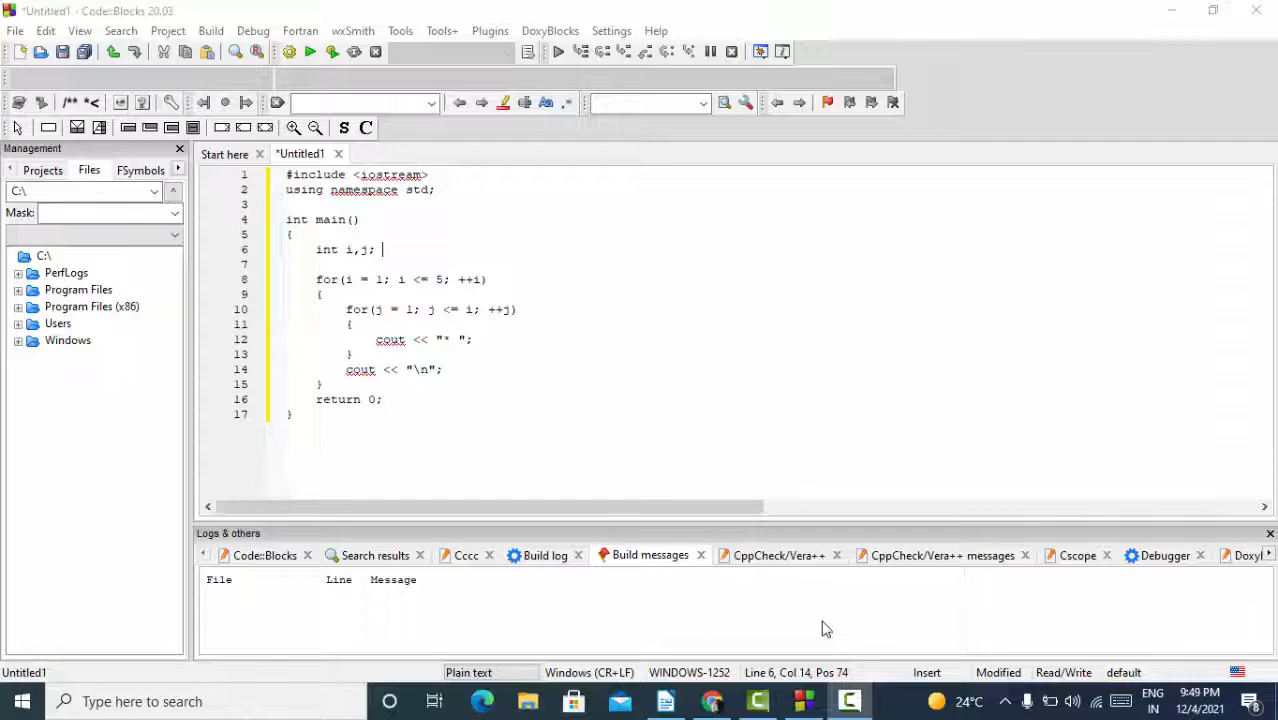 *Untitled1 - Code::Blocks 20.03
File Edit View Search Project Build Debug Fortran wxSmith Tools Tools+ Plugins DoxyBlocks Settings Help
/** *<
S C
Management
Start here *Untitled1
Projects Files FSymbols
C:\
Mask:
C:\
PerfLogs
Program Files
Program Files (x86)
Users
Windows
1 #include <iostream>
2 using namespace std;
3
4 int main()
5 {
6 int i,j;
7
8 for(i = 1; i <= 5; ++i)
9 {
10 for(j = 1; j <= i; ++j)
11 {
12 cout << "* ";
13 }
14 cout << "\n";
15 }
16 return 0;
17 }
Logs & others
Code::Blocks Search results Cccc Build log Build messages CppCheck/Vera++ CppCheck/Vera++ messages Cscope Debugger Doxyl
File Line Message
Untitled1 Plain text Windows (CR+LF) WINDOWS-1252 Line 6, Col 14, Pos 74 Insert Modified Read/Write default
Type here to search
24°C
ENG
IN
9:49 PM
12/4/2021
8